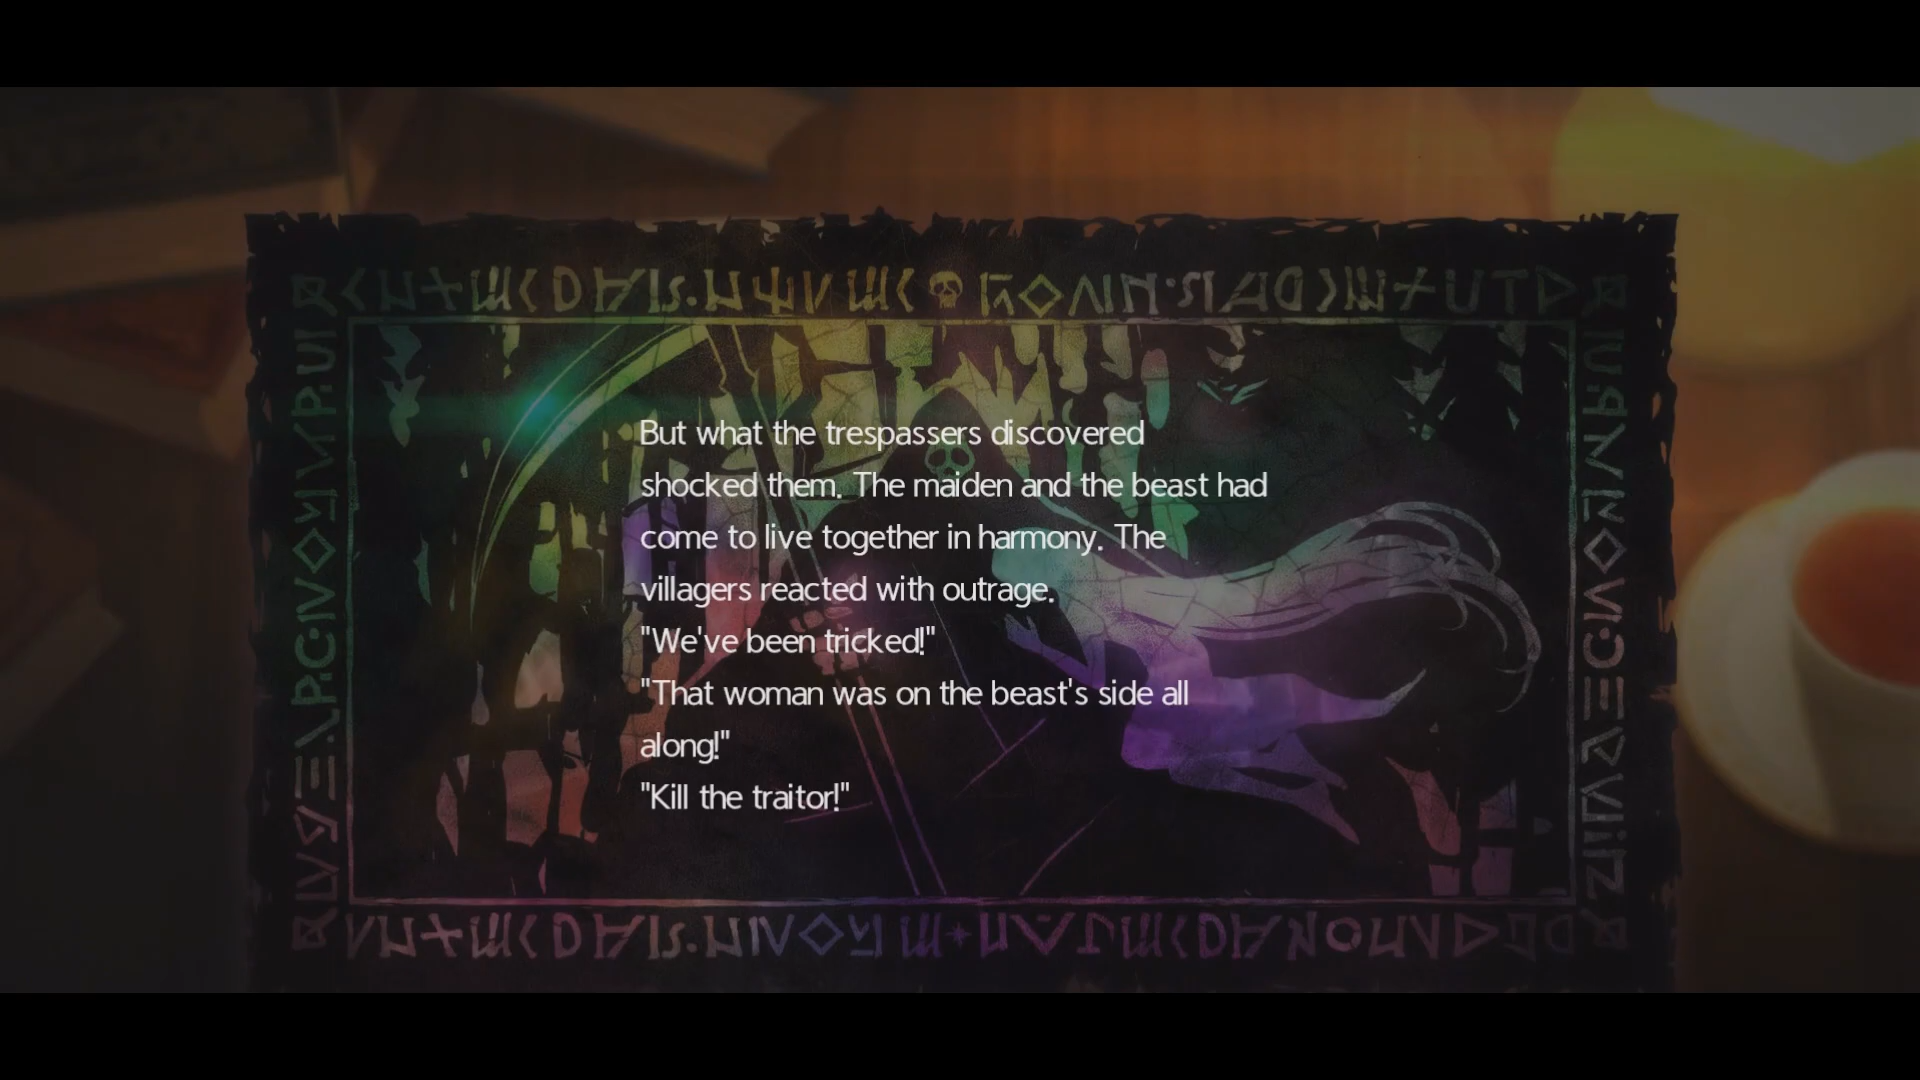 But what the trespassers discovered
shocked them. The maiden and the beast had
come to live together in harmony. The
villagers reacted with outrage.
"We've been tricked!"
"That woman was on the beast's side all
along!"
"Kill the traitor!"